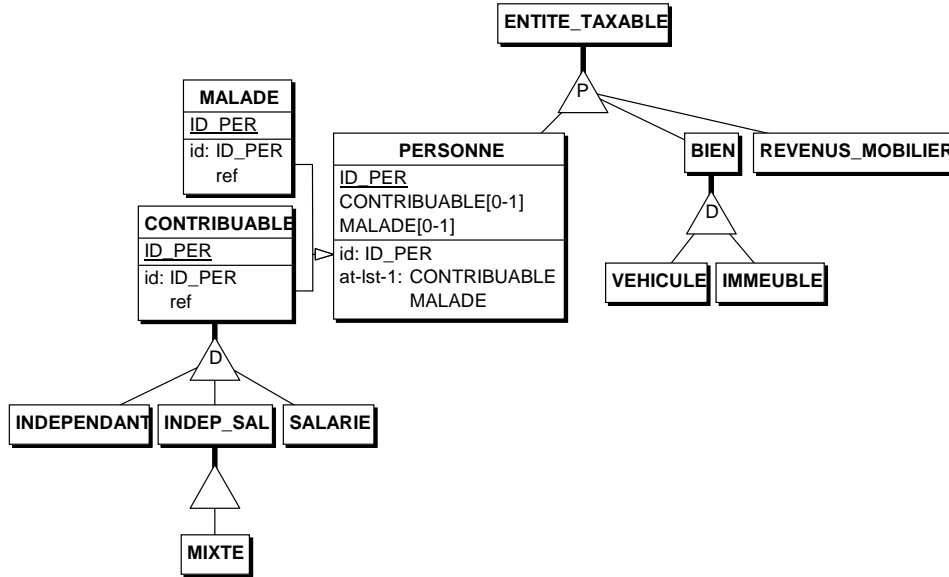 ENTITE_TAXABLE
P
MALADE
ID_PER
id: ID_PER
ref
PERSONNE
ID_PER
CONTRIBUABLE[0-1]
MALADE[0-1]
id: ID_PER
at-lst-1: CONTRIBUABLE
MALADE
BIEN
REVENUS_MOBILIER
D
VEHICULE
IMMEUBLE
CONTRIBUABLE
ID_PER
id: ID_PER
ref
D
INDEPENDANT
INDEP_SAL
SALARIE
MIXTE